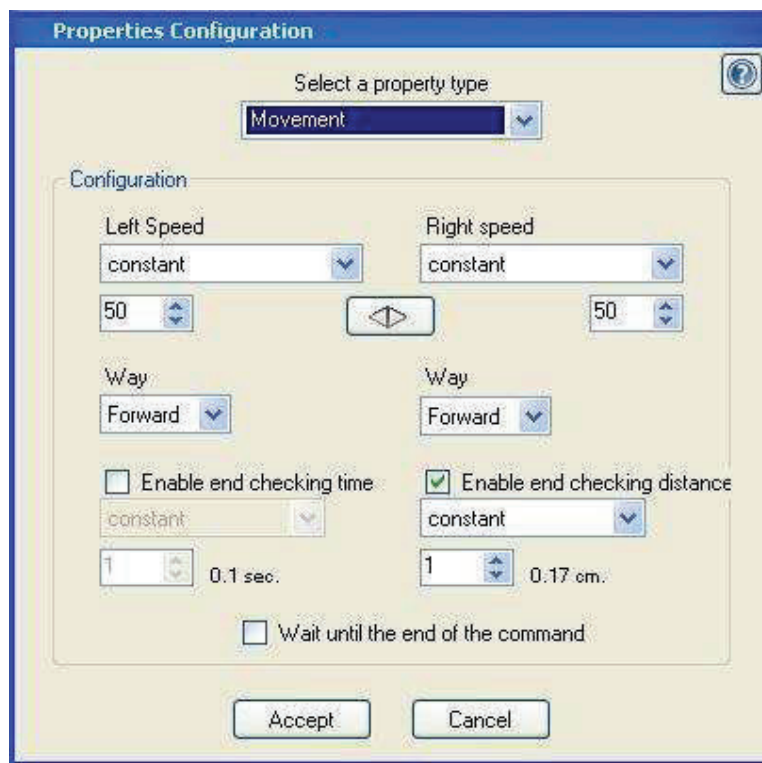 Properties Configuration
Select a property type
Movement
Configuration
Left Speed Right speed
constant constant
50 50
Way Way
Forward Forward
Enable end checking time Enable end checking distance
constant constant
1 0.1 sec. 1 0.17 cm.
Wait until the end of the command
Accept Cancel